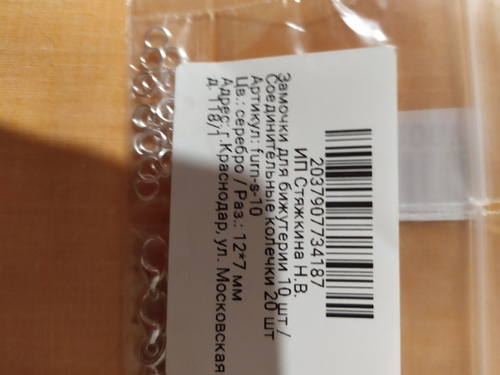 2037907734187
ИП Стяжкина Н.В.
Замочки для бижутерии 10 шт /
Соединительные колечки 20 шт
Артикул: furn-s-10
Цв.: серебро / Раз.: 12*7 мм
Адрес: г.Краснодар, ул. Московская
д. 118/1